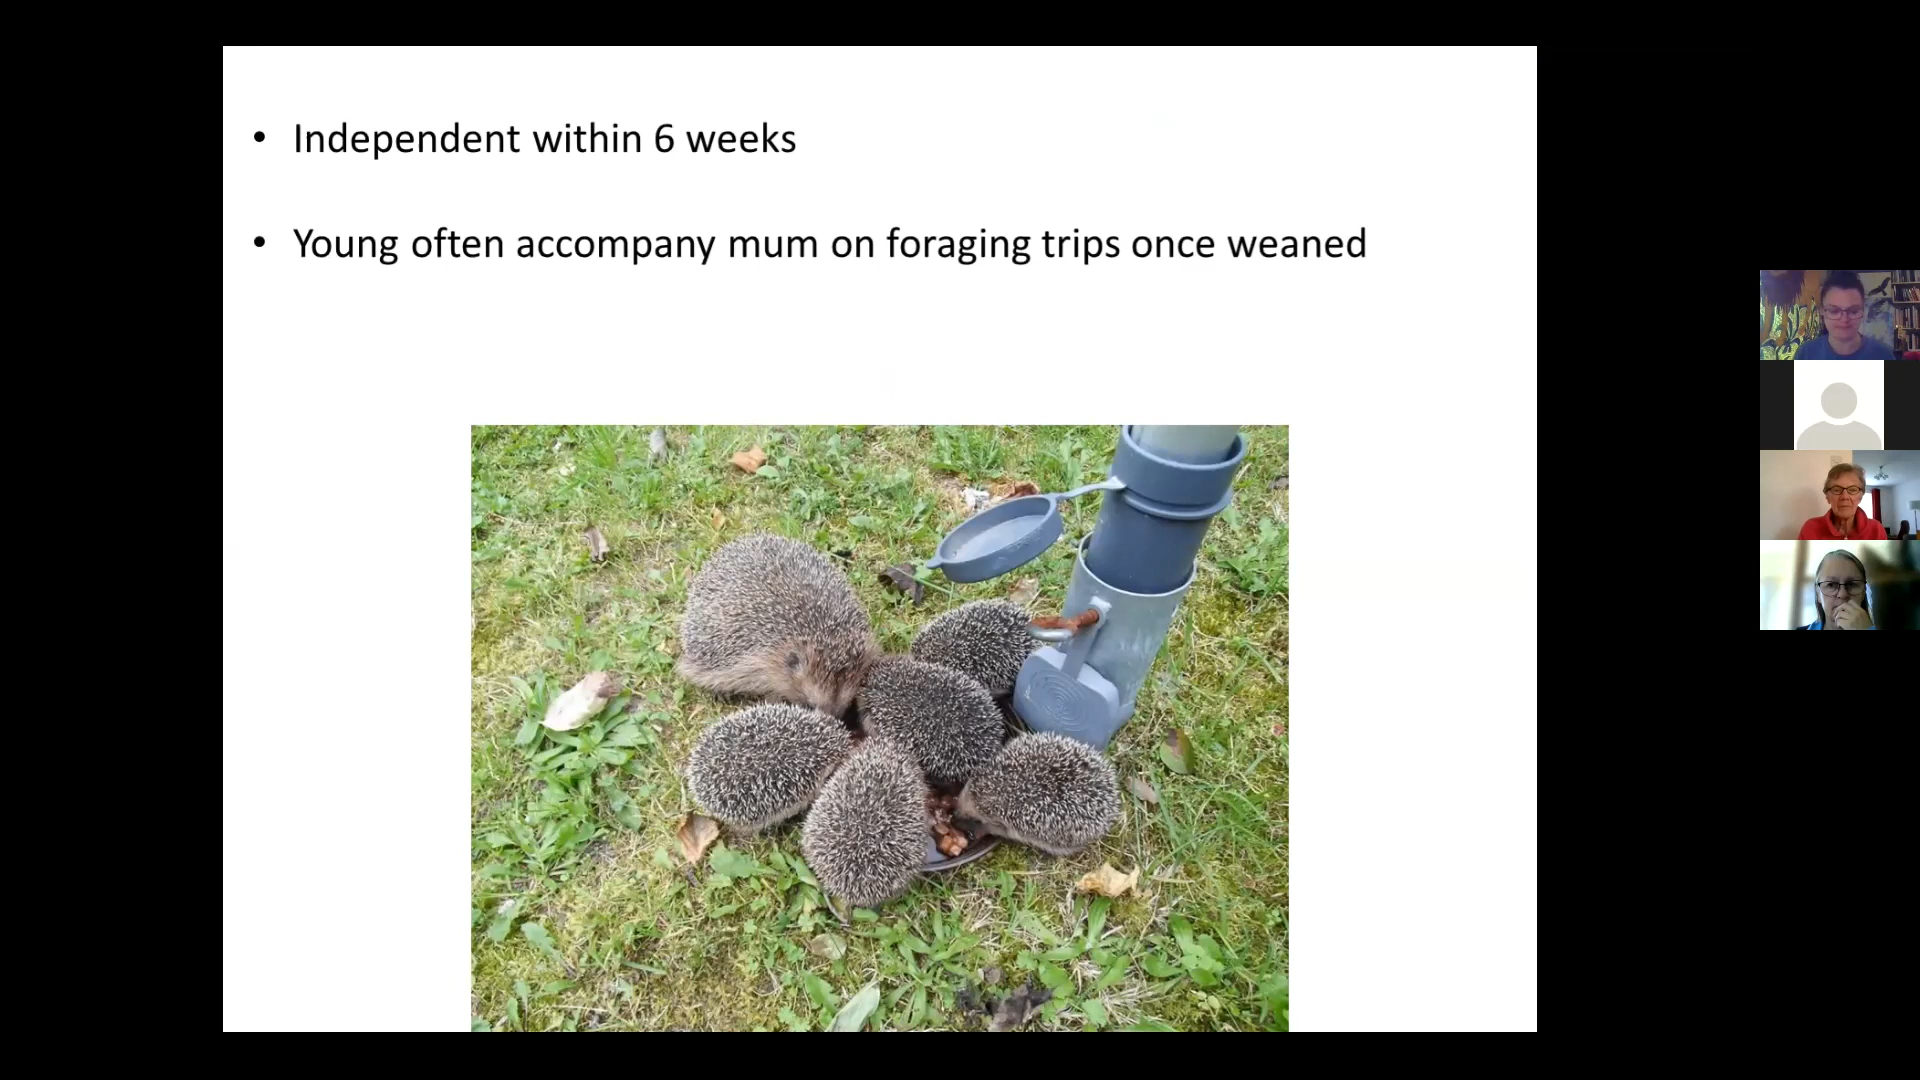 • Independent within 6 weeks
• Young often accompany mum on foraging trips once weaned